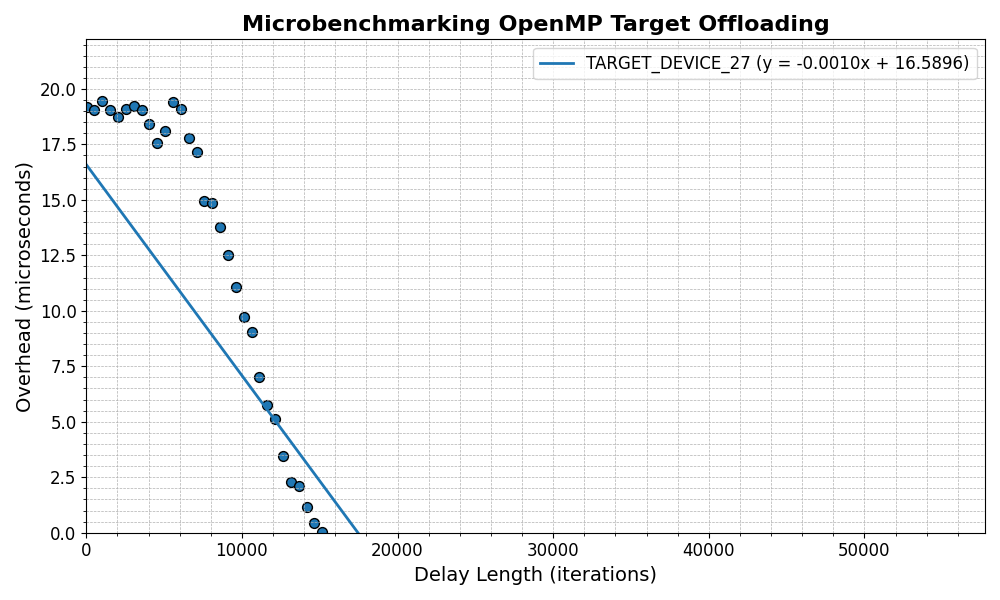 Microbenchmarking OpenMP Target Offloading
TARGET_DEVICE_27 (y = -0.0010x + 16.5896)
Overhead (microseconds)
20.0
17.5
15.0
12.5
10.0
7.5
5.0
2.5
0.0
0 10000 20000 30000 40000 50000
Delay Length (iterations)